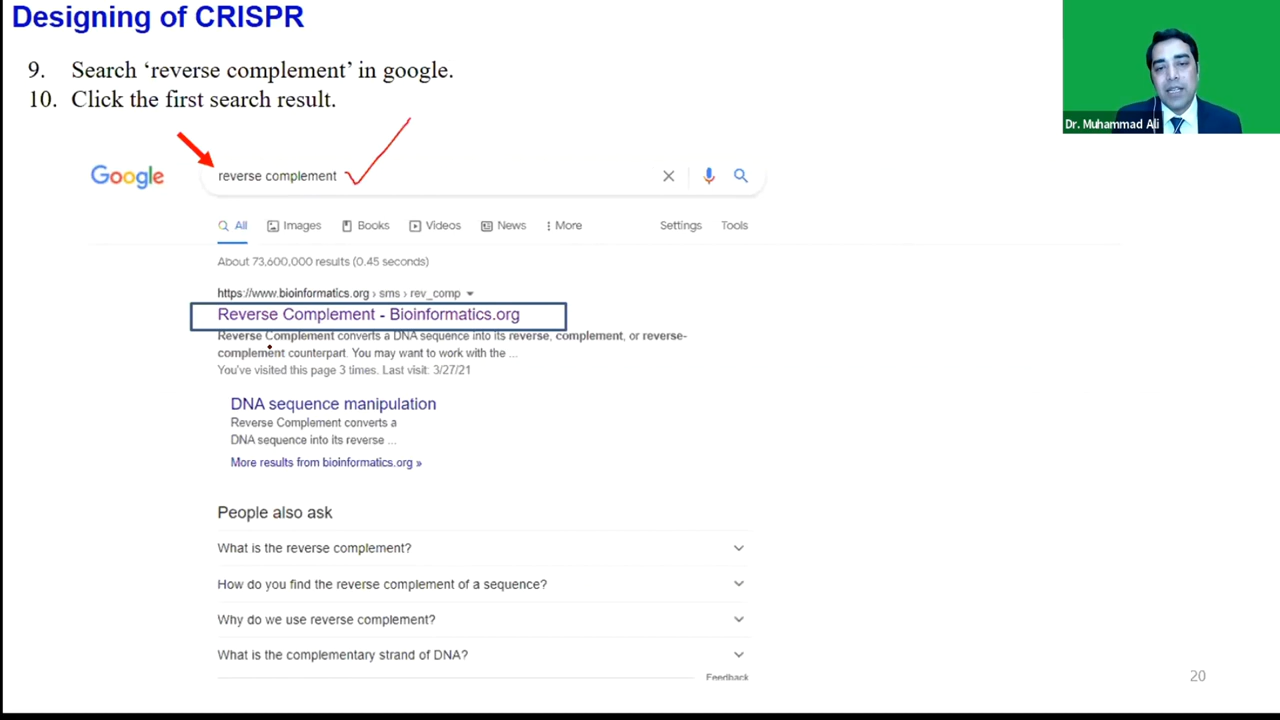 Designing of CRISPR
9. Search ‘reverse complement’ in google.
10. Click the first search result.
Dr. Muhammad Ali
Google
reverse complement
All Images Books Videos News More Settings Tools
About 73,600,000 results (0.45 seconds)
https://www.bioinformatics.org › sms › rev_comp
Reverse Complement - Bioinformatics.org
Reverse Complement converts a DNA sequence into its reverse, complement, or reverse-
complement counterpart. You may want to work with the ...
You've visited this page 3 times. Last visit: 3/27/21
DNA sequence manipulation
Reverse Complement converts a
DNA sequence into its reverse ...
More results from bioinformatics.org »
People also ask
What is the reverse complement?
How do you find the reverse complement of a sequence?
Why do we use reverse complement?
What is the complementary strand of DNA?
Feedback
20